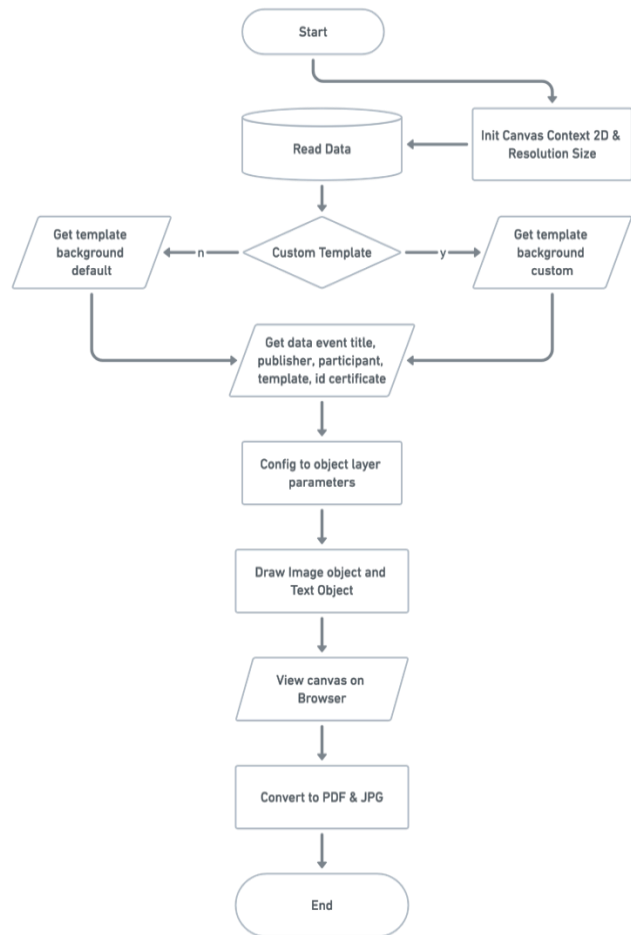 Start
Init Canvas Context 2D &
Resolution Size
Read Data
Get template
background
default
n
Custom Template
y
Get template
background
custom
Get data event title,
publisher, participant,
template, id certificate
Config to object layer
parameters
Draw Image object and
Text Object
View canvas on
Browser
Convert to PDF & JPG
End